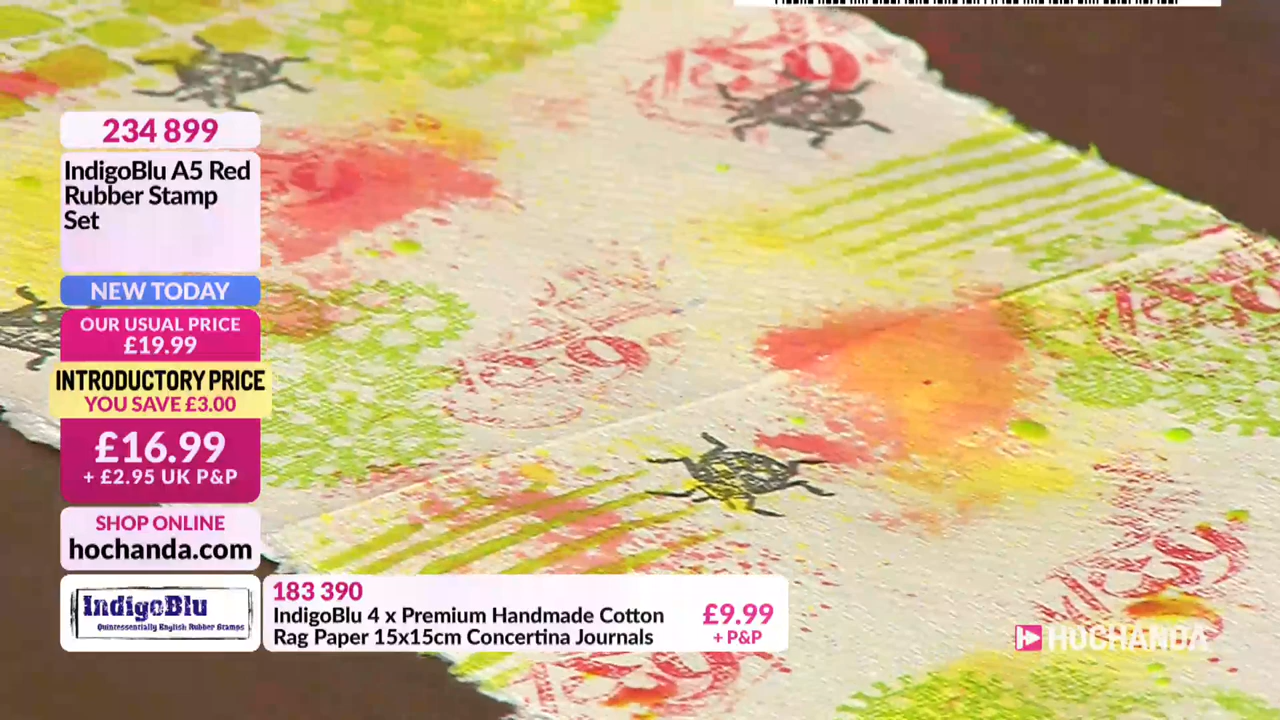 234 899
IndigoBlu A5 Red
Rubber Stamp
Set
NEW TODAY
OUR USUAL PRICE
£19.99
INTRODUCTORY PRICE
YOU SAVE £3.00
£16.99
+ £2.95 UK P&P
SHOP ONLINE
hochanda.com
IndigoBlu
Quintessentially English Rubber Stamps
183 390
IndigoBlu 4 x Premium Handmade Cotton
Rag Paper 15x15cm Concertina Journals
£9.99
+ P&P
HOCHANDA